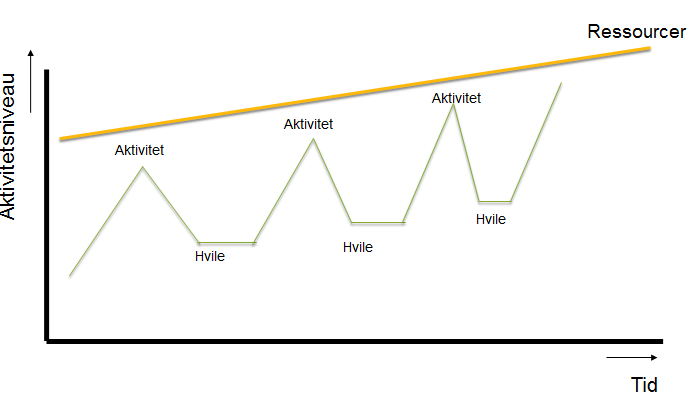 Ressourcer
Aktivitetsniveau
Aktivitet
Aktivitet
Aktivitet
Hvile
Hvile
Hvile
Tid